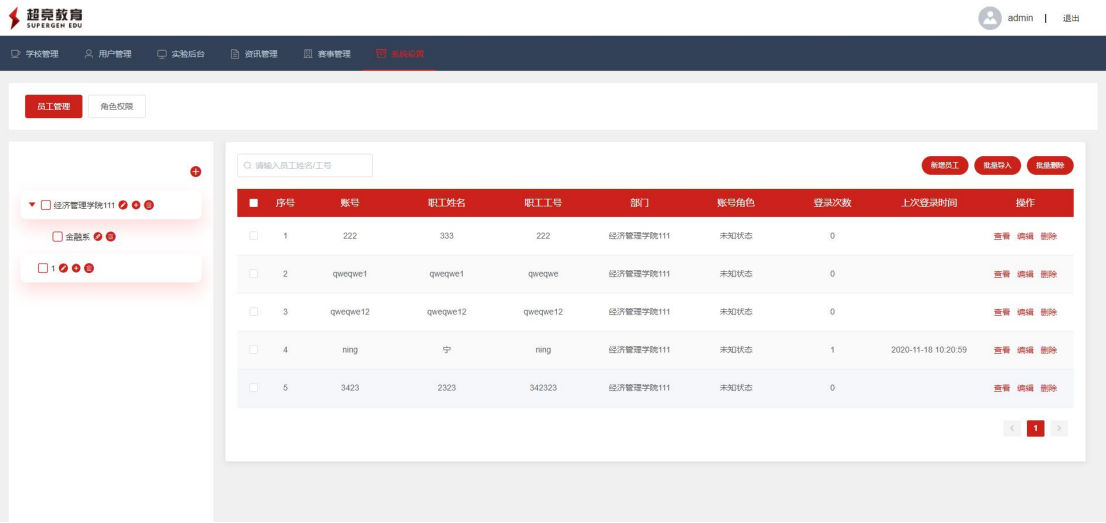 超竞教育
SUPERGEN EDU
admin | 退出
学校管理 用户管理 实验后台 资讯管理 赛事管理 系统设置
员工管理 角色权限
请输入员工姓名/工号 新增员工 批量导入 批量删除
经济管理学院111
金融系
1
序号 账号 职工姓名 职工工号 部门 账号角色 登录次数 上次登录时间 操作
1 222 333 222 经济管理学院111 未知状态 0 查看 编辑 删除
2 qweqwe1 qweqwe1 qweqwe 经济管理学院111 未知状态 0 查看 编辑 删除
3 qweqwe12 qweqwe12 qweqwe12 经济管理学院111 未知状态 0 查看 编辑 删除
4 ning 宁 ning 经济管理学院111 未知状态 1 2020-11-18 10:20:59 查看 编辑 删除
5 3423 2323 342323 经济管理学院111 未知状态 0 查看 编辑 删除
< 1 >